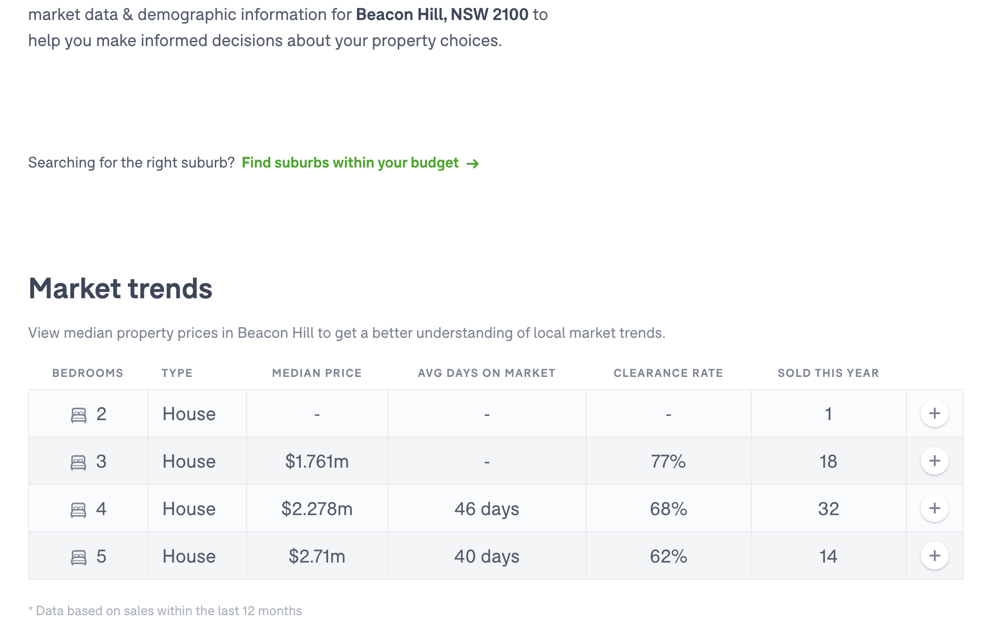 market data & demographic information for Beacon Hill, NSW 2100 to
help you make informed decisions about your property choices.
Searching for the right suburb? Find suburbs within your budget →
Market trends
View median property prices in Beacon Hill to get a better understanding of local market trends.
BEDROOMS TYPE MEDIAN PRICE AVG DAYS ON MARKET CLEARANCE RATE SOLD THIS YEAR
2 House - - - 1 +
3 House $1.761m - 77% 18 +
4 House $2.278m 46 days 68% 32 +
5 House $2.71m 40 days 62% 14 +
* Data based on sales within the last 12 months